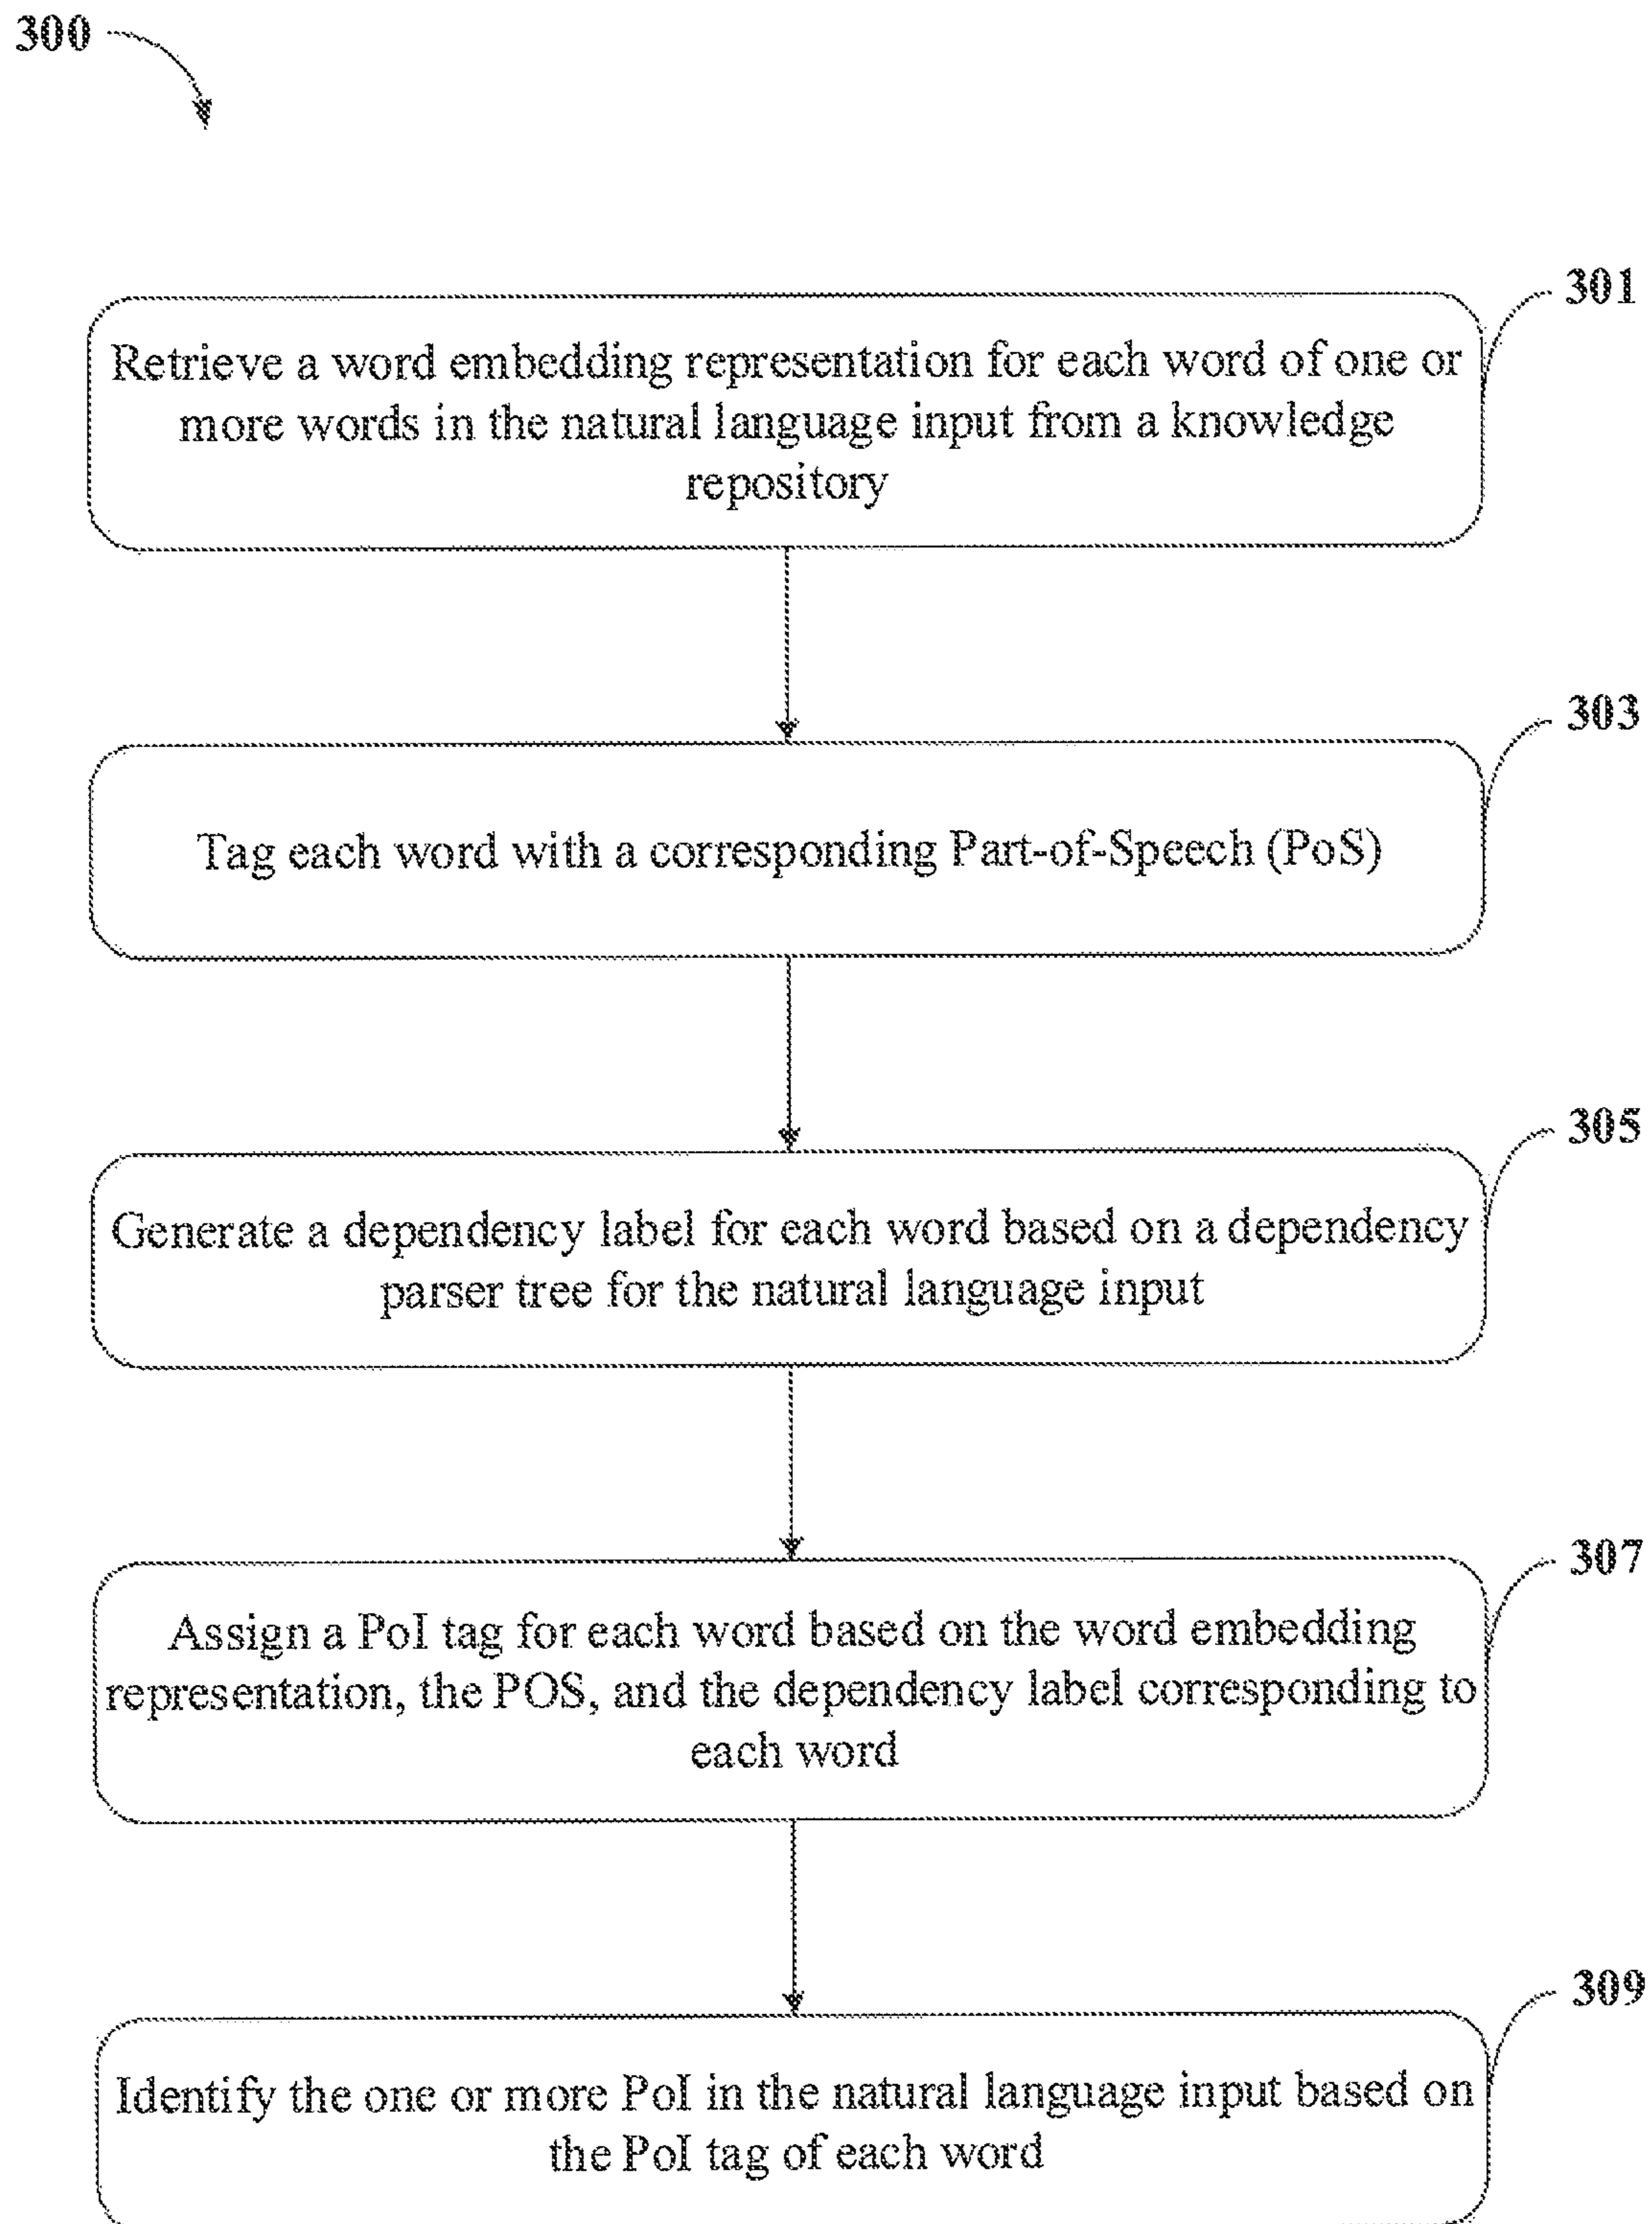 300
301
Retrieve a word embedding representation for each word of one or
more words in the natural language input from a knowledge
repository
303
Tag each word with a corresponding Part-of-Speech (PoS)
305
Generate a dependency label for each word based on a dependency
parser tree for the natural language input
307
Assign a PoI tag for each word based on the word embedding
representation, the POS, and the dependency label corresponding to
each word
309
Identify the one or more PoI in the natural language input based on
the PoI tag of each word